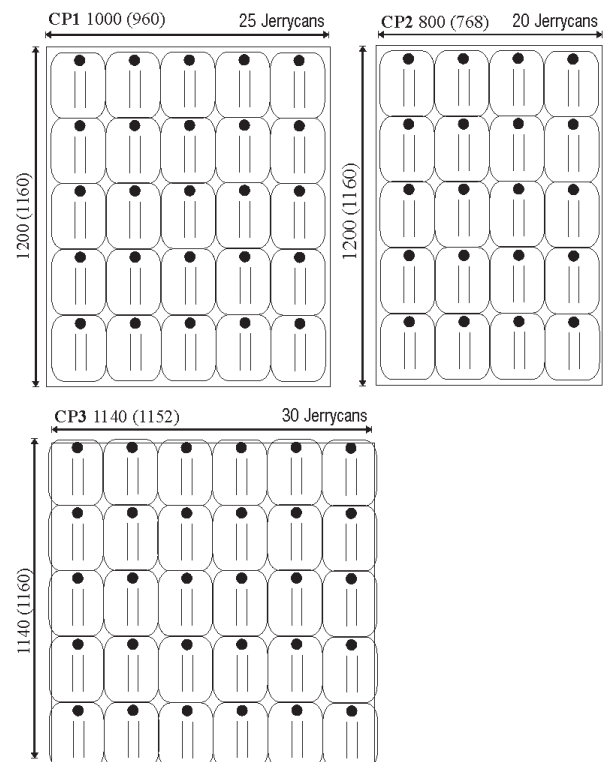 CP1 1000 (960) 25 Jerrycans
CP2 800 (768) 20 Jerrycans
1200 (1160)
1200 (1160)
CP3 1140 (1152) 30 Jerrycans
1140 (1160)